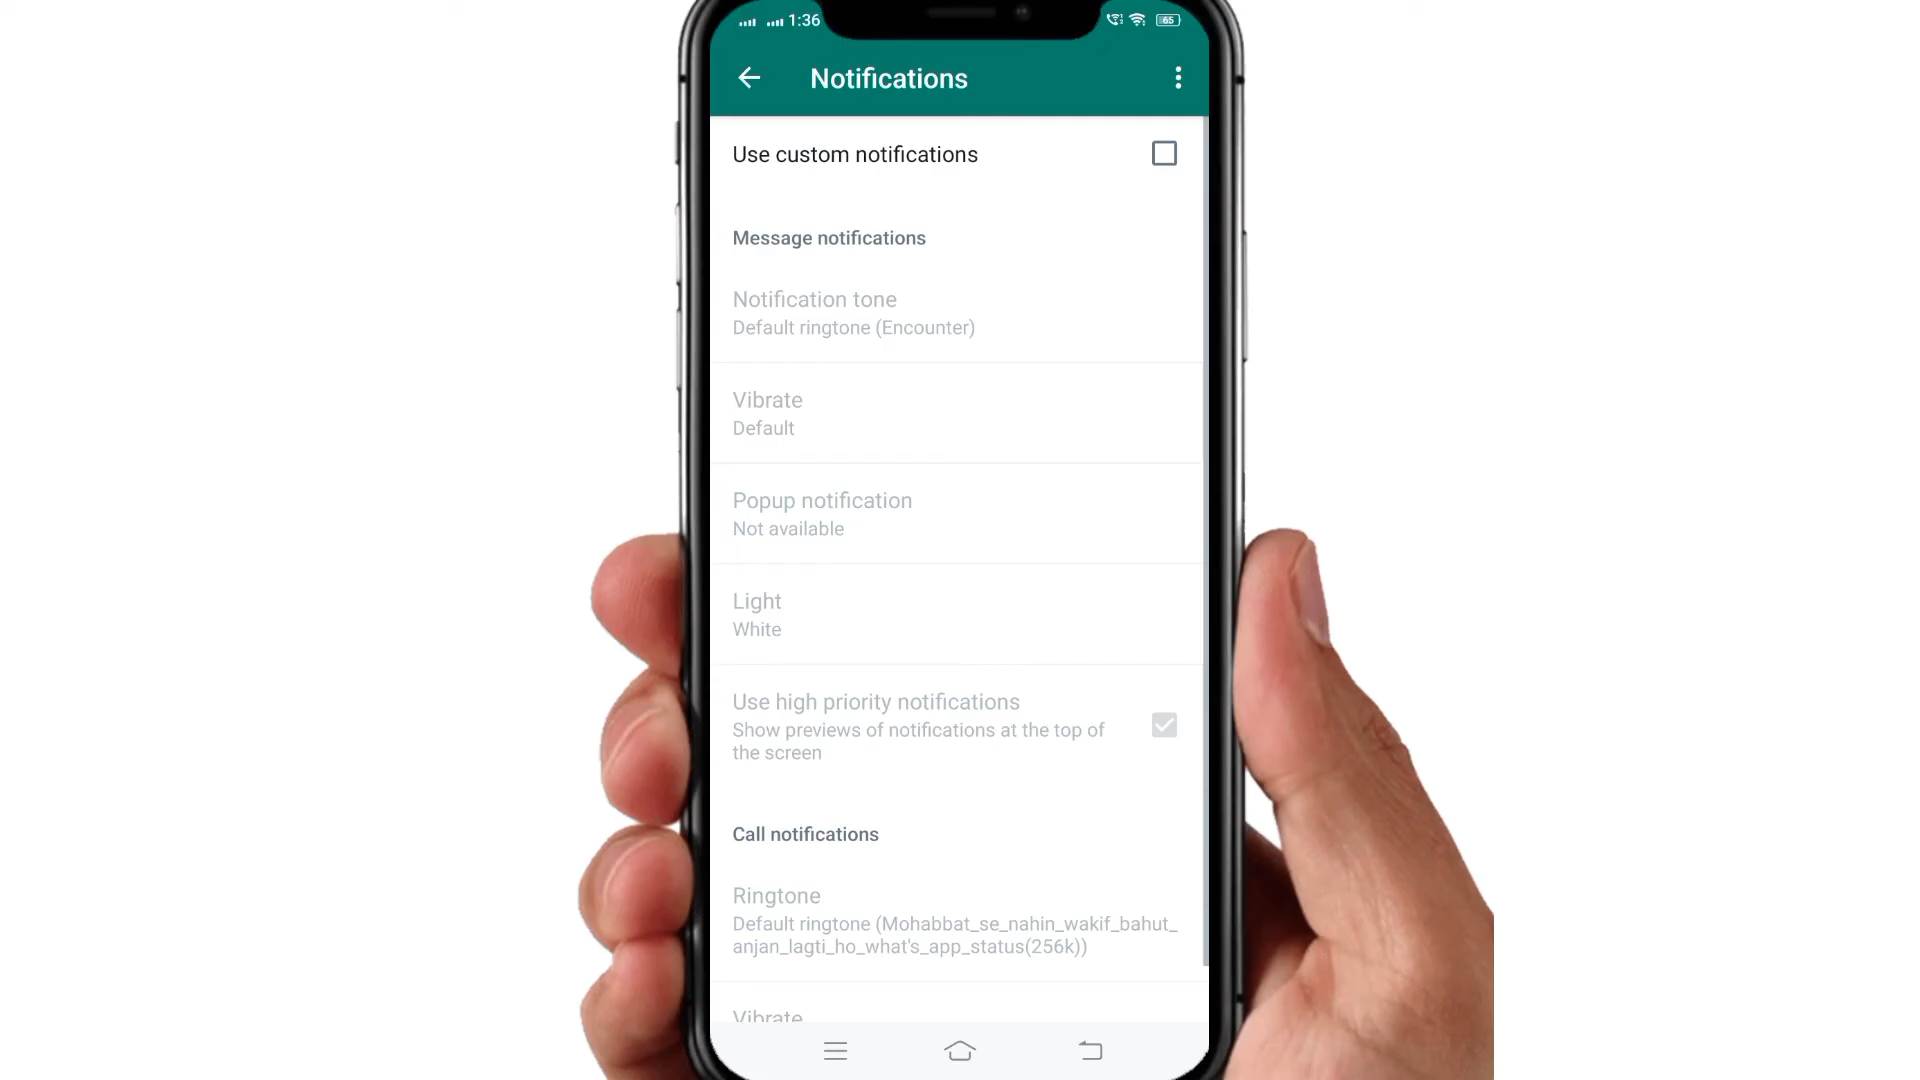 1:36
65
Notifications
Use custom notifications
Message notifications
Notification tone
Default ringtone (Encounter)
Vibrate
Default
Popup notification
Not available
Light
White
Use high priority notifications
Show previews of notifications at the top of
the screen
Call notifications
Ringtone
Default ringtone (Mohabbat_se_nahin_wakif_bahut_
anjan_lagti_ho_what's_app_status(256k))
Vibrate